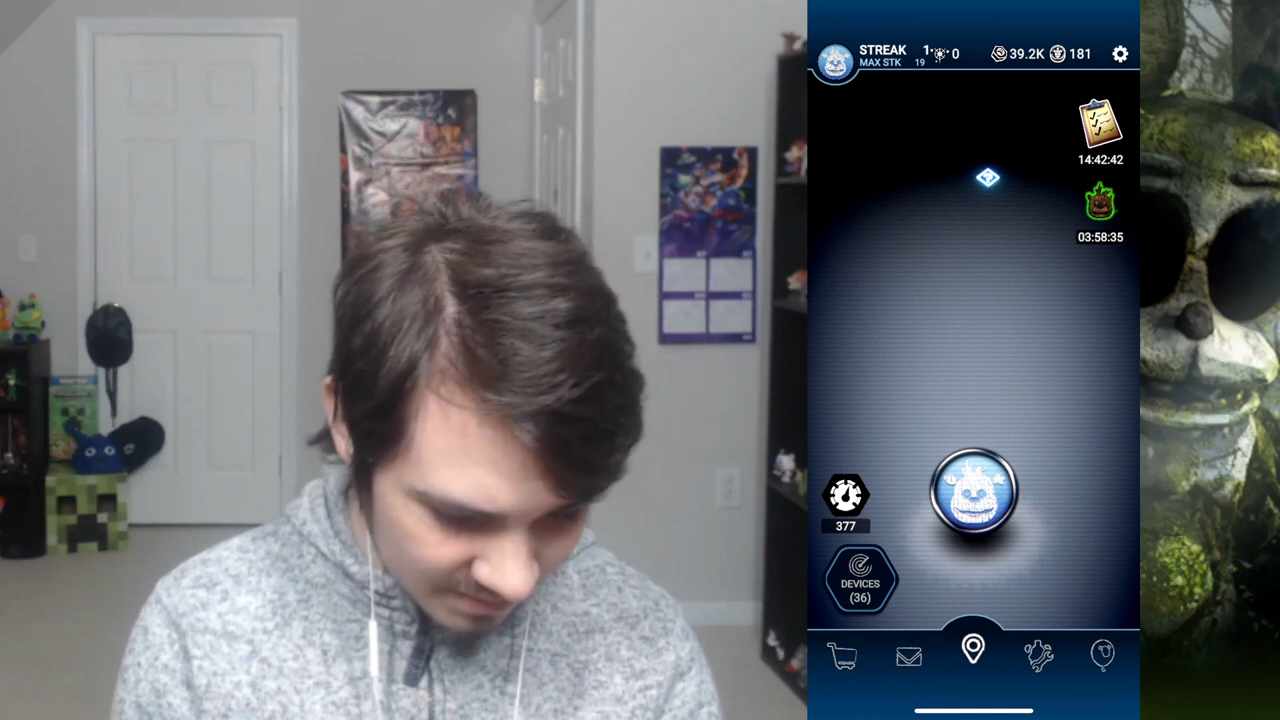 STREAK 1 0 39.2K 181
MAX STK 19
14:42:42
03:58:35
377
DEVICES
(36)